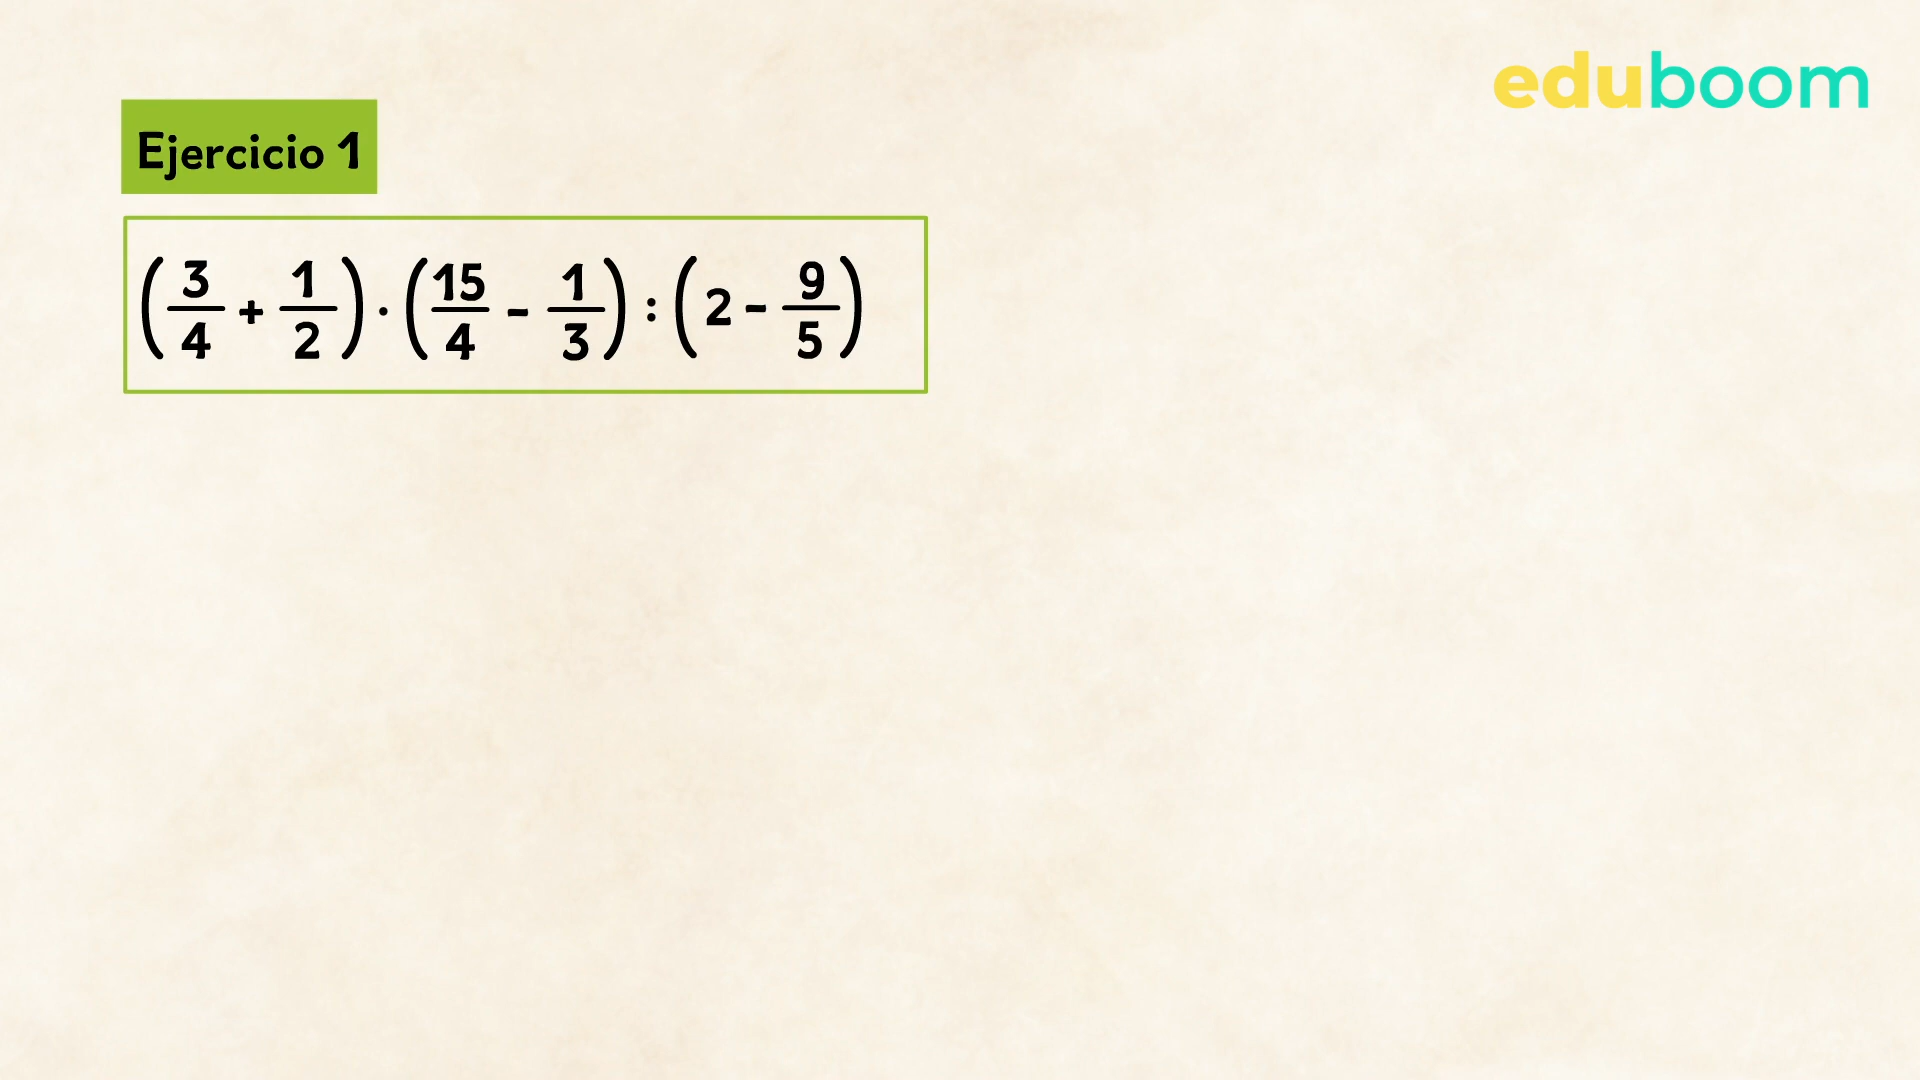 eduboom
Ejercicio 1
(3/4 + 1/2) · (15/4 - 1/3) : (2 - 9/5)